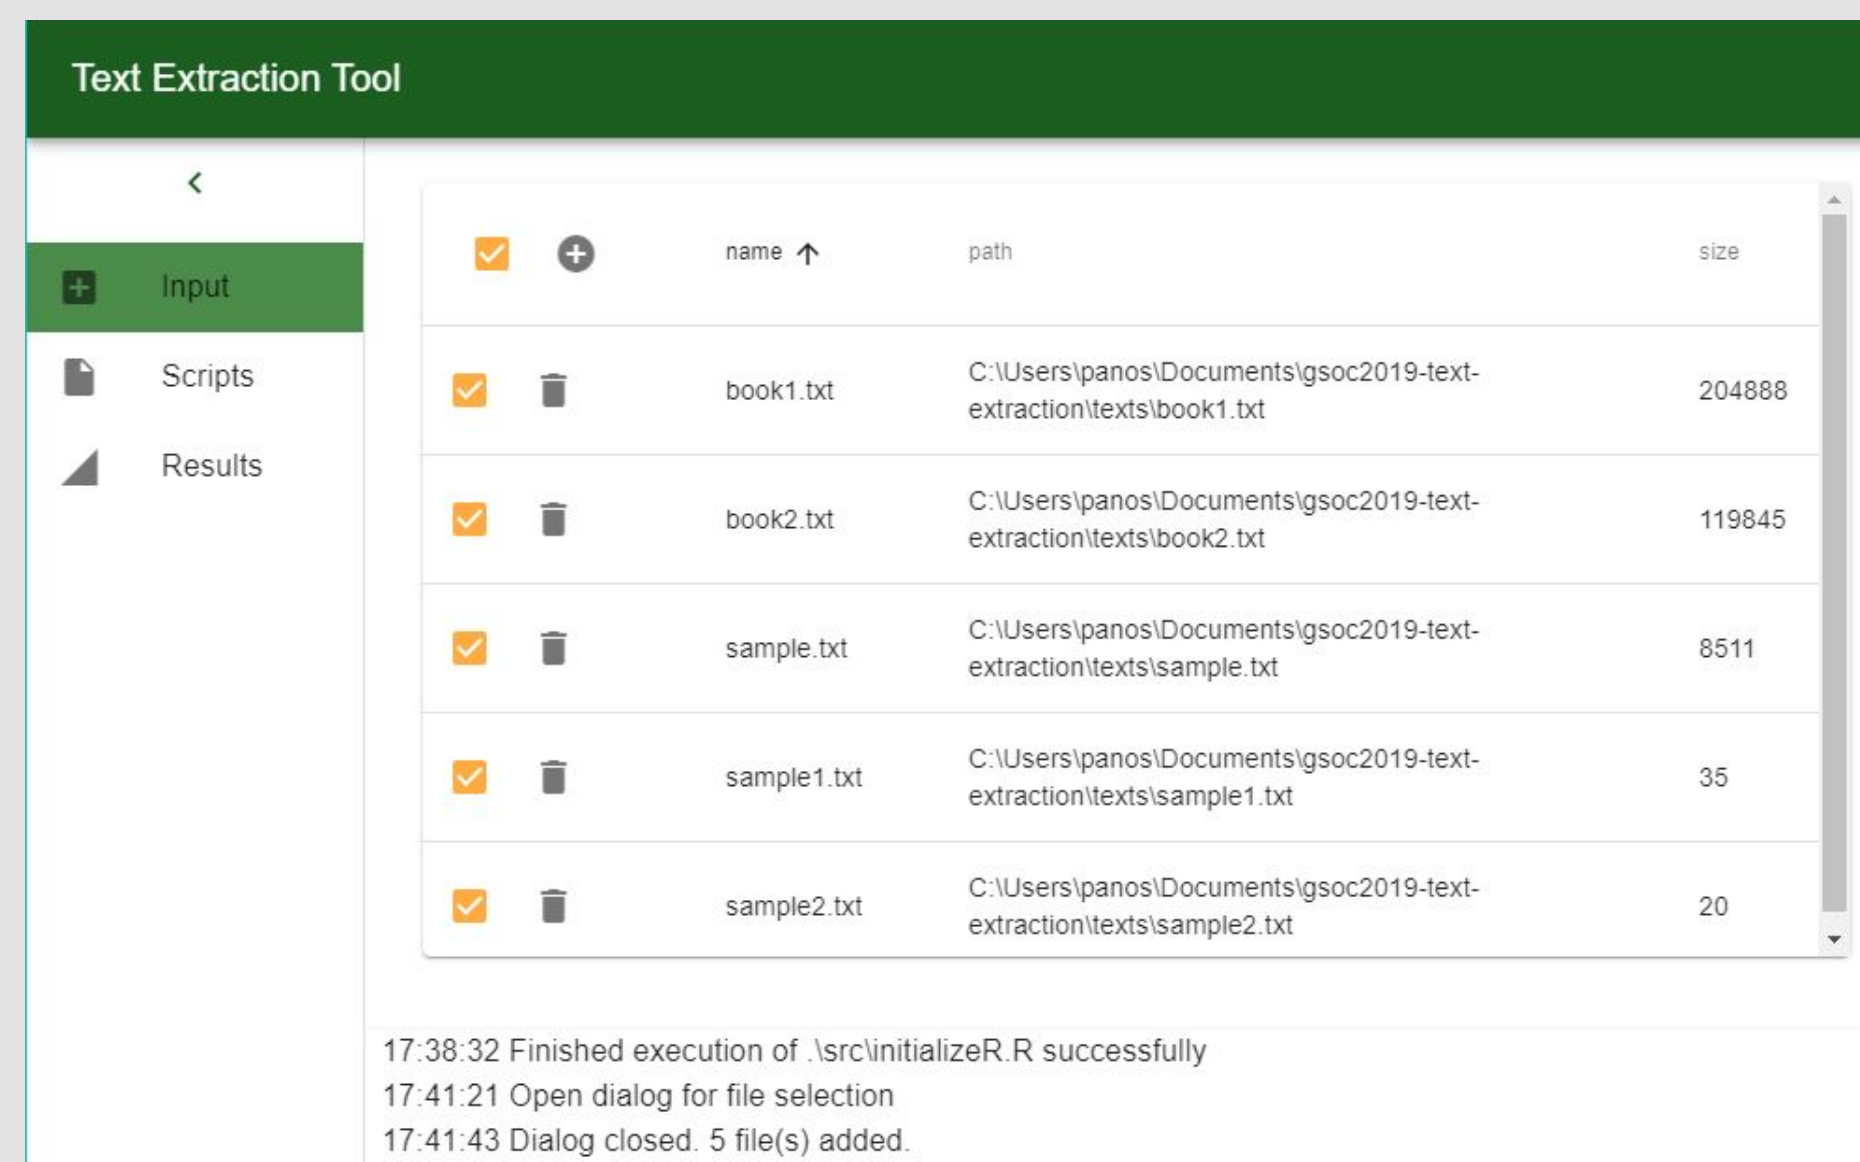 Text Extraction Tool
Input
Scripts
Results
name path size
book1.txt C:\Users\panos\Documents\gsoc2019-text- 204888
extraction\texts\book1.txt
book2.txt C:\Users\panos\Documents\gsoc2019-text- 119845
extraction\texts\book2.txt
sample.txt C:\Users\panos\Documents\gsoc2019-text- 8511
extraction\texts\sample.txt
sample1.txt C:\Users\panos\Documents\gsoc2019-text- 35
extraction\texts\sample1.txt
sample2.txt C:\Users\panos\Documents\gsoc2019-text- 20
extraction\texts\sample2.txt
17:38:32 Finished execution of .\src\initializeR.R successfully
17:41:21 Open dialog for file selection
17:41:43 Dialog closed. 5 file(s) added.